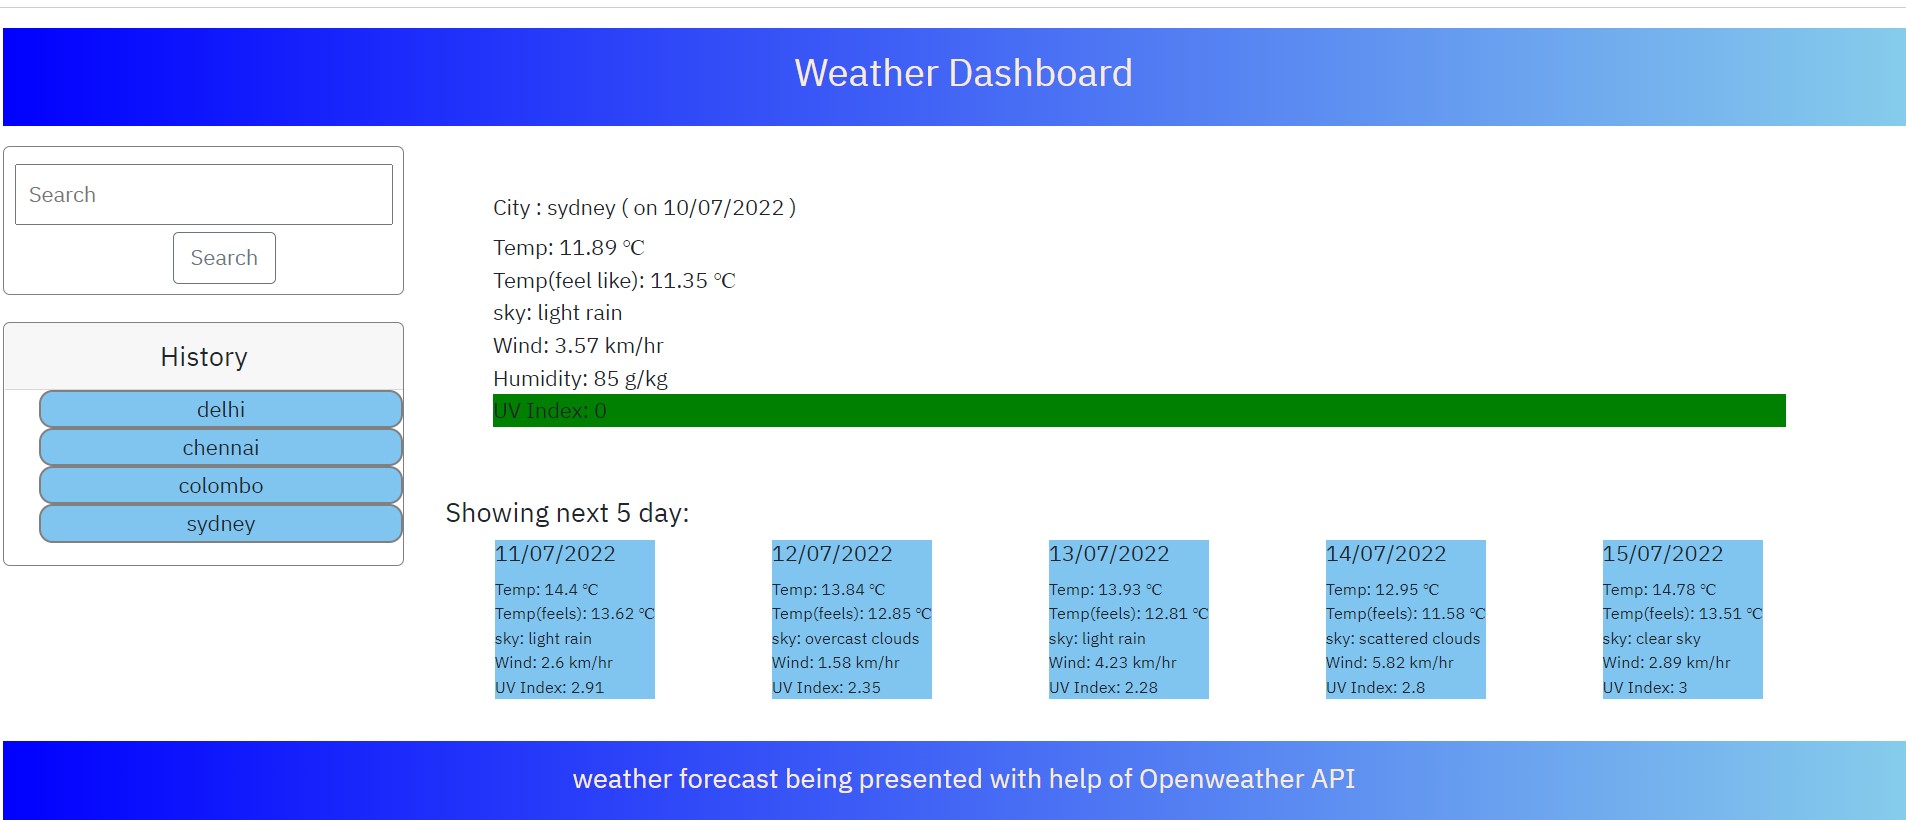 Weather Dashboard
Search
Search
History
delhi
chennai
colombo
sydney
City : sydney ( on 10/07/2022 )
Temp: 11.89 ℃
Temp(feel like): 11.35 ℃
sky: light rain
Wind: 3.57 km/hr
Humidity: 85 g/kg
UV Index: 0
Showing next 5 day:
11/07/2022
Temp: 14.4 ℃
Temp(feels): 13.62 ℃
sky: light rain
Wind: 2.6 km/hr
UV Index: 2.91
12/07/2022
Temp: 13.84 ℃
Temp(feels): 12.85 ℃
sky: overcast clouds
Wind: 1.58 km/hr
UV Index: 2.35
13/07/2022
Temp: 13.93 ℃
Temp(feels): 12.81 ℃
sky: light rain
Wind: 4.23 km/hr
UV Index: 2.28
14/07/2022
Temp: 12.95 ℃
Temp(feels): 11.58 ℃
sky: scattered clouds
Wind: 5.82 km/hr
UV Index: 2.8
15/07/2022
Temp: 14.78 ℃
Temp(feels): 13.51 ℃
sky: clear sky
Wind: 2.89 km/hr
UV Index: 3
weather forecast being presented with help of Openweather API